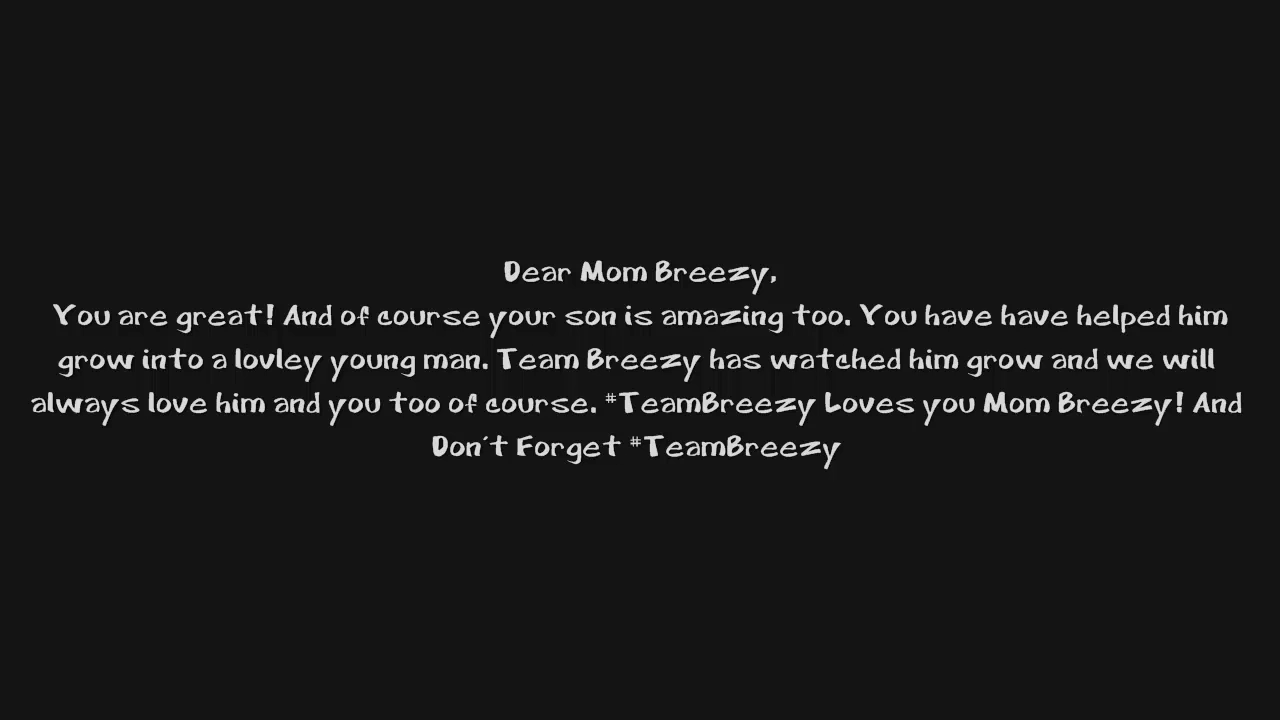 Dear Mom Breezy,
You are great! And of course your son is amazing too. You have have helped him
grow into a lovley young man. Team Breezy has watched him grow and we will
always love him and you too of course. #TeamBreezy Loves you Mom Breezy! And
Don't Forget #TeamBreezy